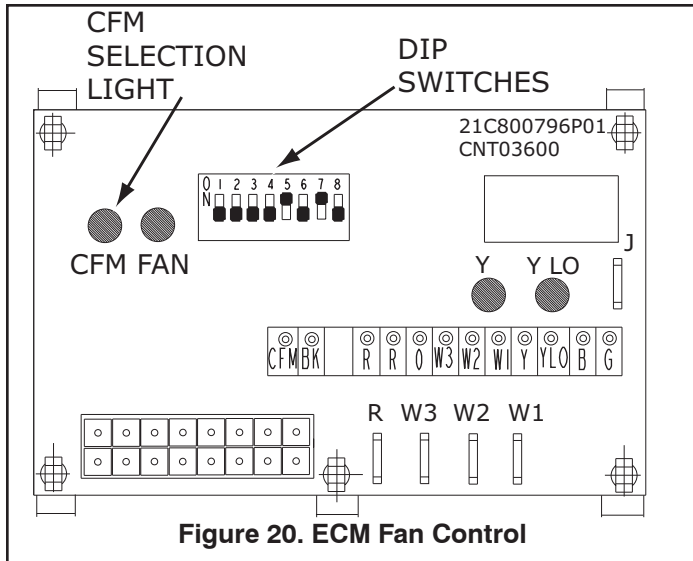 CFM
SELECTION
LIGHT
DIP
SWITCHES
21C800796P01
CNT03600
ON 1 2 3 4 5 6 7 8
CFM FAN
J
Y Y LO
CFM BK R R O W3 W2 W1 Y YLO B G
R W3 W2 W1
Figure 20. ECM Fan Control